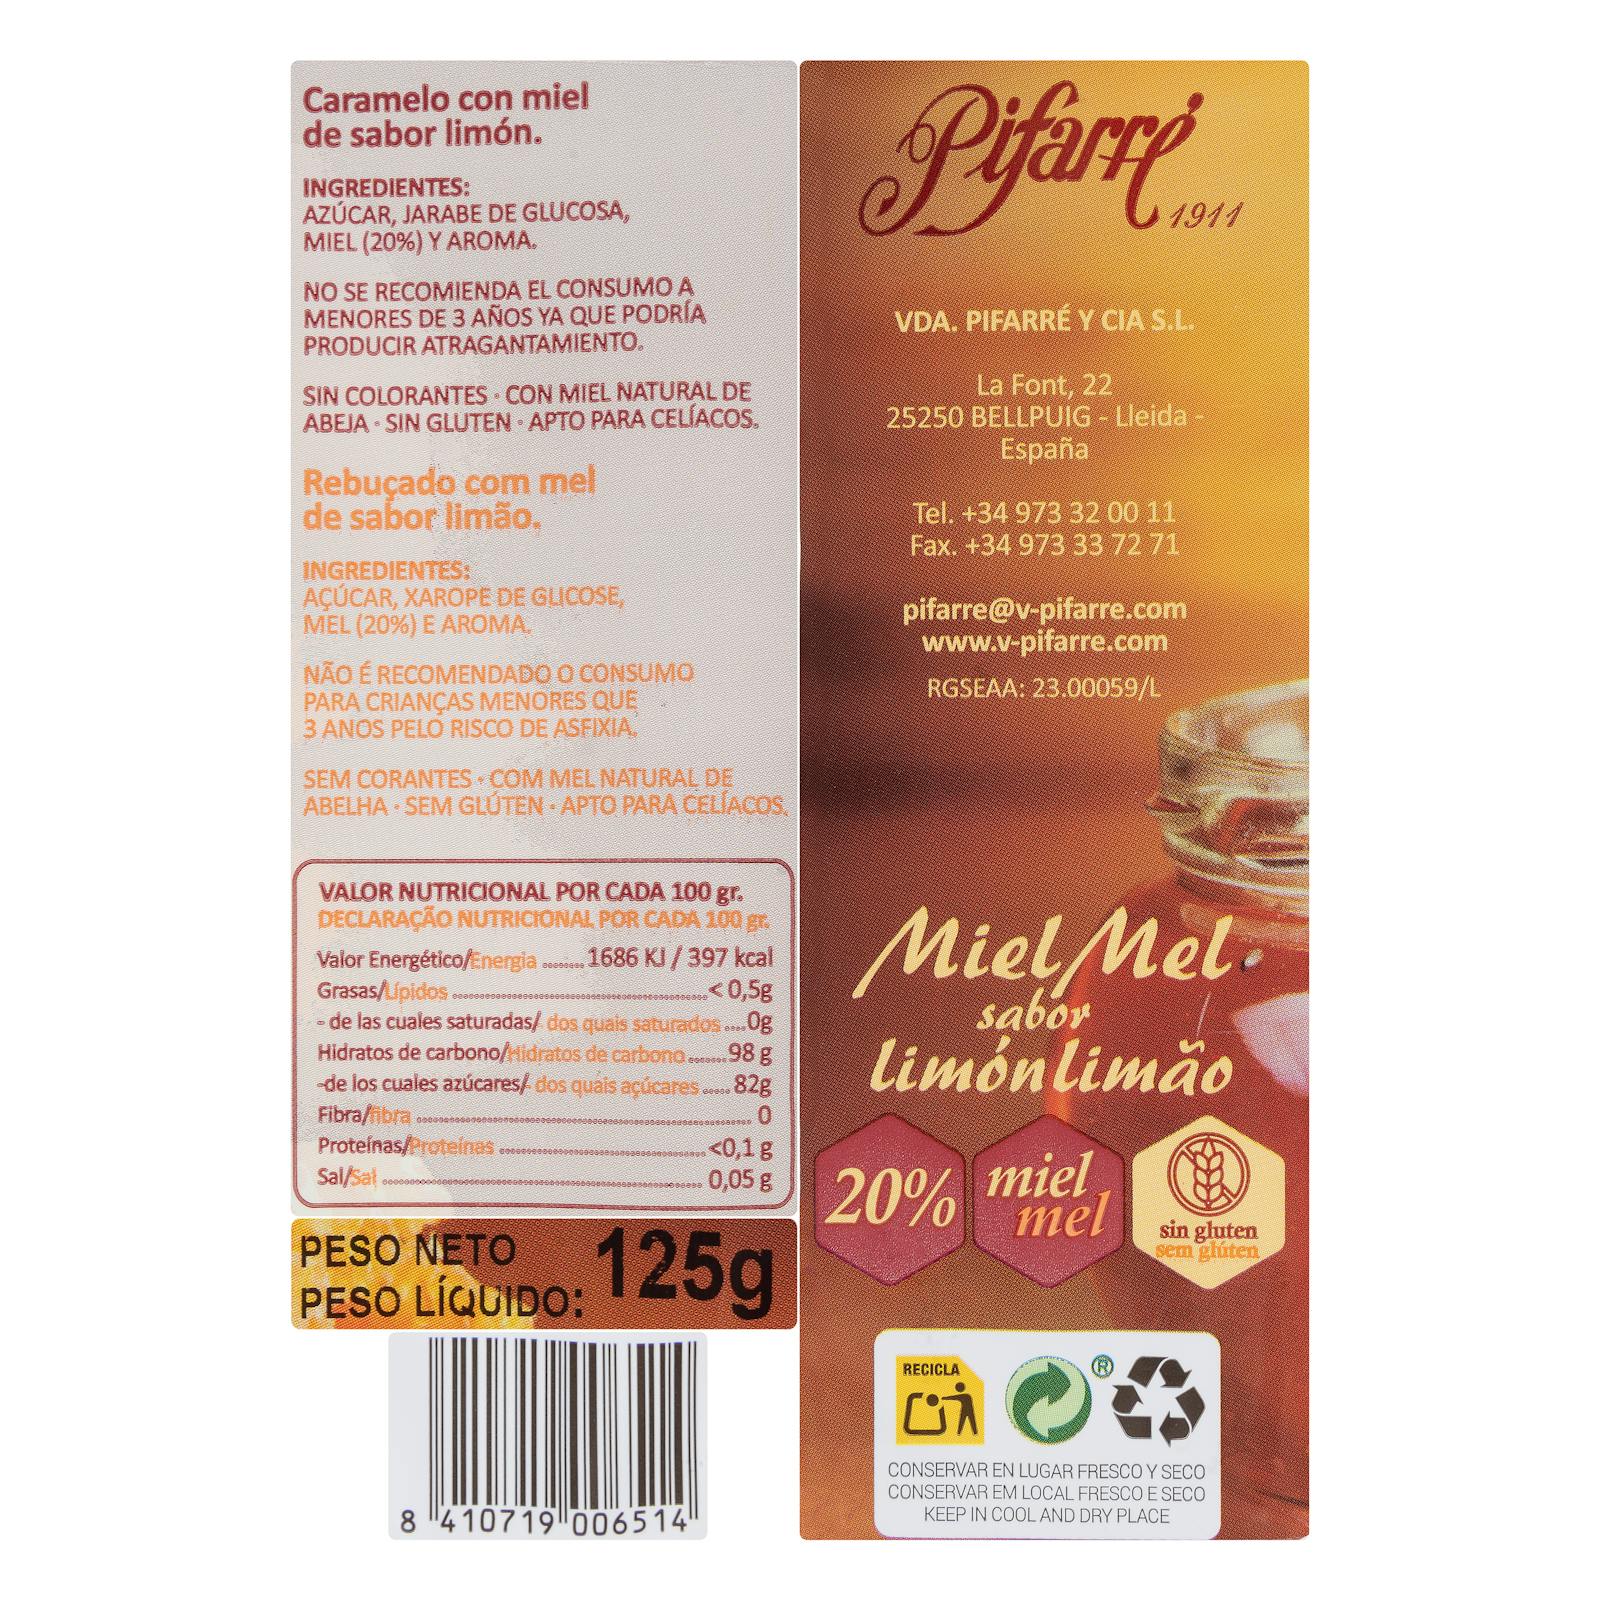 Caramelo con miel
de sabor limón.
INGREDIENTES:
AZÚCAR, JARABE DE GLUCOSA,
MIEL (20%) Y AROMA.
NO SE RECOMIENDA EL CONSUMO A
MENORES DE 3 AÑOS YA QUE PODRÍA
PRODUCIR ATRAGANTAMIENTO.
SIN COLORANTES · CON MIEL NATURAL DE
ABEJA · SIN GLUTEN · APTO PARA CELÍACOS.
Rebuçado com mel
de sabor limão.
INGREDIENTES:
AÇÚCAR, XAROPE DE GLICOSE,
MEL (20%) E AROMA.
NÃO É RECOMENDADO O CONSUMO
PARA CRIANÇAS MENORES QUE
3 ANOS PELO RISCO DE ASFIXIA.
SEM CORANTES · COM MEL NATURAL DE
ABELHA · SEM GLÚTEN · APTO PARA CELÍACOS.
VALOR NUTRICIONAL POR CADA 100 gr.
DECLARAÇÃO NUTRICIONAL POR CADA 100 gr.
Valor Energético/Energia ........ 1686 KJ / 397 kcal
Grasas/Lípidos ........ < 0,5g
- de las cuales saturadas/ dos quais saturados .... 0g
Hidratos de carbono/Hidratos de carbono ........ 98 g
-de los cuales azúcares/ dos quais açúcares ..... 82g
Fibra/fibra ........ 0
Proteínas/Proteínas ........ <0,1 g
Sal/Sal ........ 0,05 g
PESO NETO
PESO LÍQUIDO: 125g
8 410719 006514
Pifarré
1911
VDA. PIFARRÉ Y CIA S.L.
La Font, 22
25250 BELLPUIG - Lleida -
España
Tel. +34 973 32 00 11
Fax. +34 973 33 72 71
pifarre@v-pifarre.com
www.v-pifarre.com
RGSEAA: 23.00059/L
Miel Mel
sabor
limón limão
20%
miel
mel
sin gluten
sem glúten
RECICLA
®
CONSERVAR EN LUGAR FRESCO Y SECO
CONSERVAR EM LOCAL FRESCO E SECO
KEEP IN COOL AND DRY PLACE